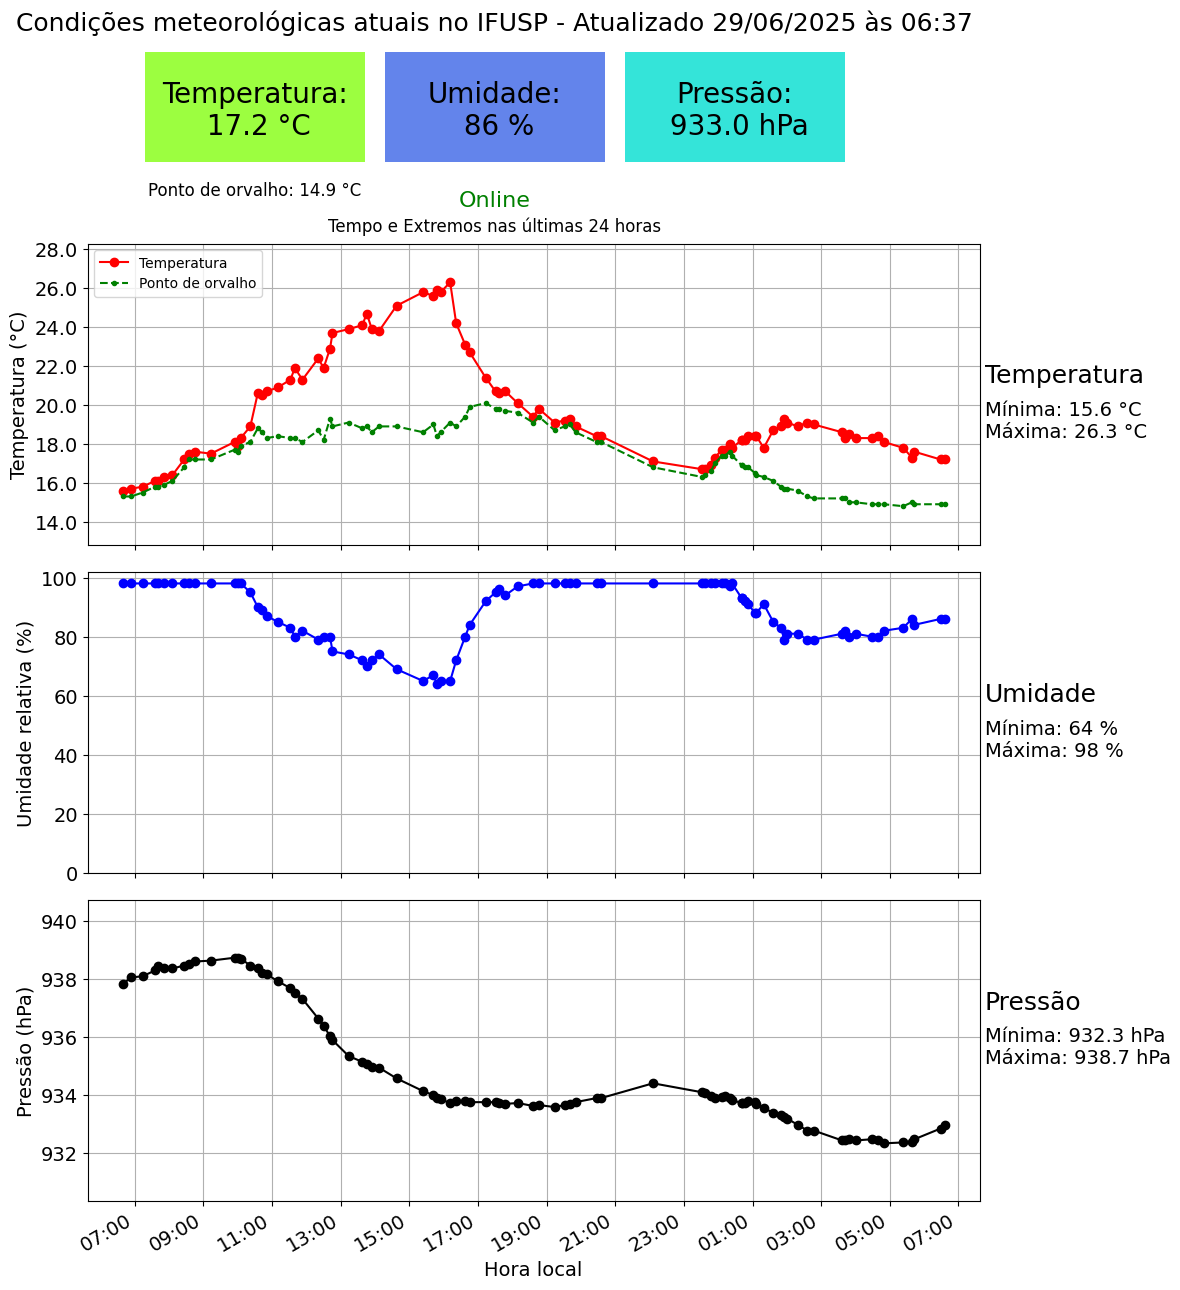 Condições meteorológicas atuais no IFUSP - Atualizado 29/06/2025 às 06:37
Temperatura:
17.2 °C
Umidade:
86 %
Pressão:
933.0 hPa
Ponto de orvalho: 14.9 °C
Online
Tempo e Extremos nas últimas 24 horas
Temperatura (°C)
28.0
26.0
24.0
22.0
20.0
18.0
16.0
14.0
Temperatura
Ponto de orvalho
Temperatura
Mínima: 15.6 °C
Máxima: 26.3 °C
Umidade relativa (%)
100
80
60
40
20
0
Umidade
Mínima: 64 %
Máxima: 98 %
Pressão (hPa)
940
938
936
934
932
Pressão
Mínima: 932.3 hPa
Máxima: 938.7 hPa
07:00 09:00 11:00 13:00 15:00 17:00 19:00 21:00 23:00 01:00 03:00 05:00 07:00
Hora local